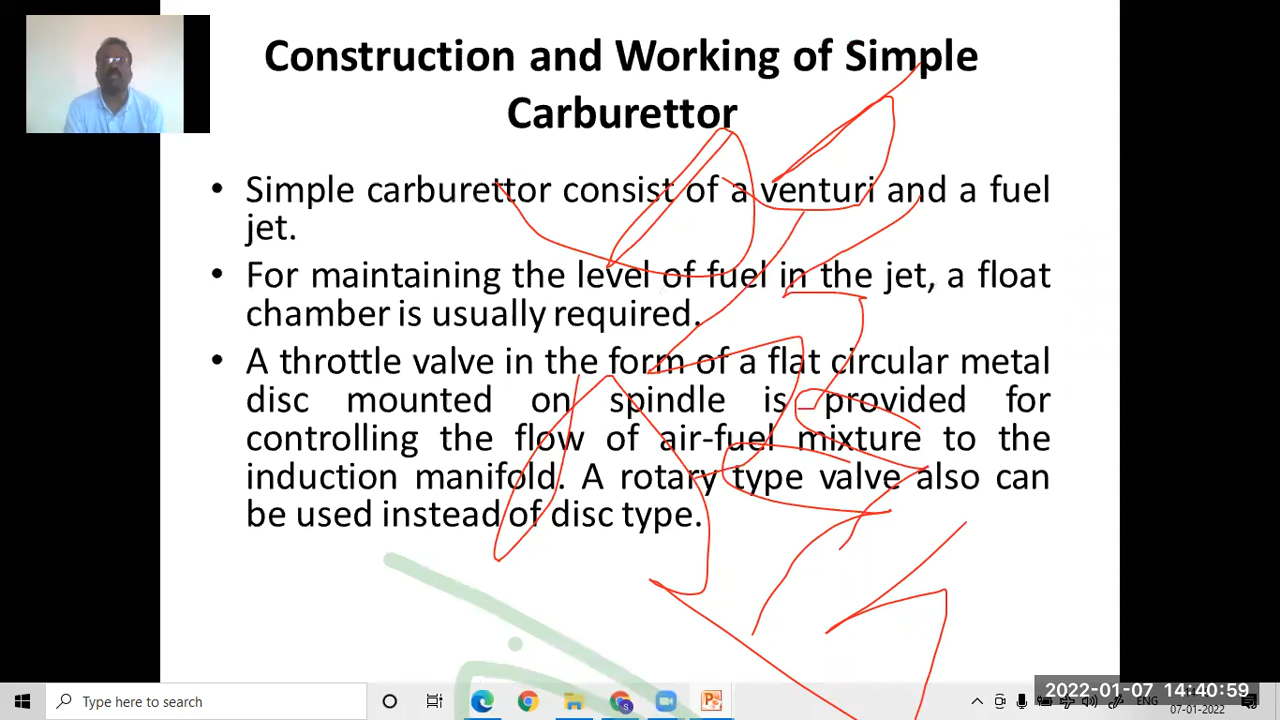 Construction and Working of Simple
Carburettor
• Simple carburettor consist of a venturi and a fuel
jet.
• For maintaining the level of fuel in the jet, a float
chamber is usually required.
• A throttle valve in the form of a flat circular metal
disc mounted on spindle is provided for
controlling the flow of air-fuel mixture to the
induction manifold. A rotary type valve also can
be used instead of disc type.
Type here to search
ENG
2022-01-07 14:40:59
07-01-2022